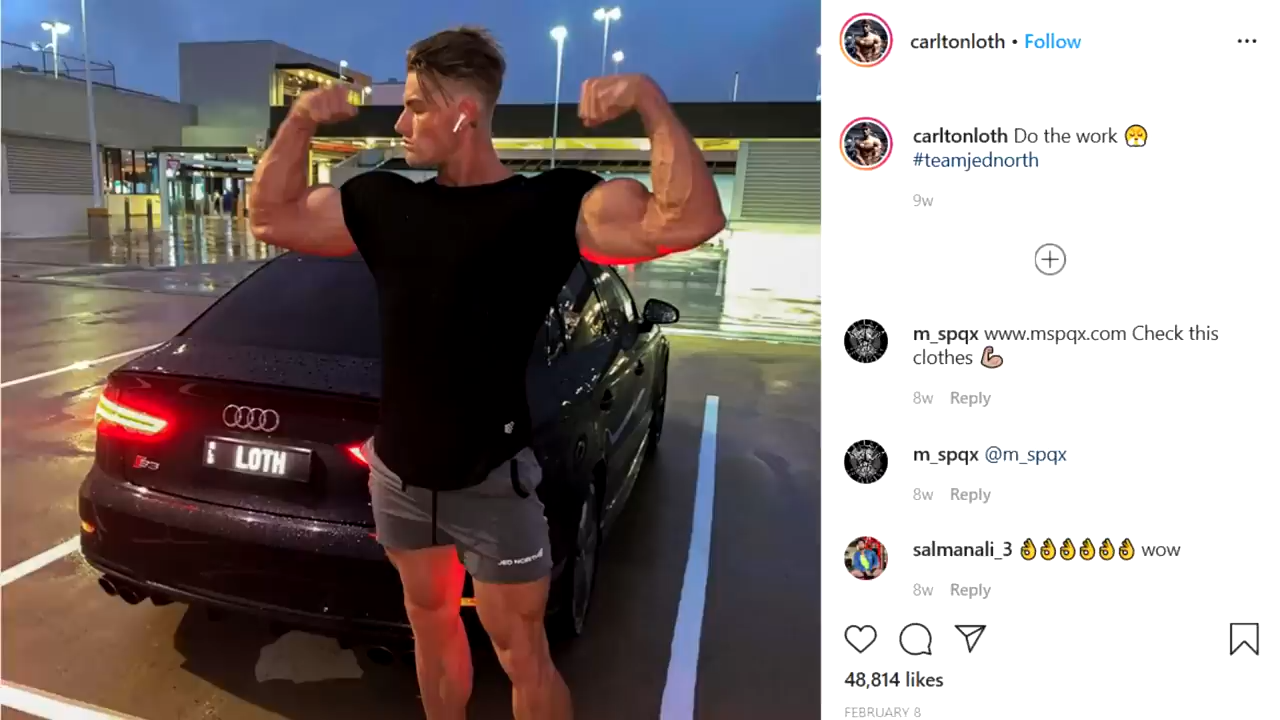 carltonloth • Follow
carltonloth Do the work 😤
#teamjednorth
9w
m_spqx www.mspqx.com Check this
clothes 💪🏼
8w Reply
m_spqx @m_spqx
8w Reply
salmanali_3 👌👌👌👌👌👌 wow
8w Reply
48,814 likes
FEBRUARY 8
LOTH
S3
JED NORTH